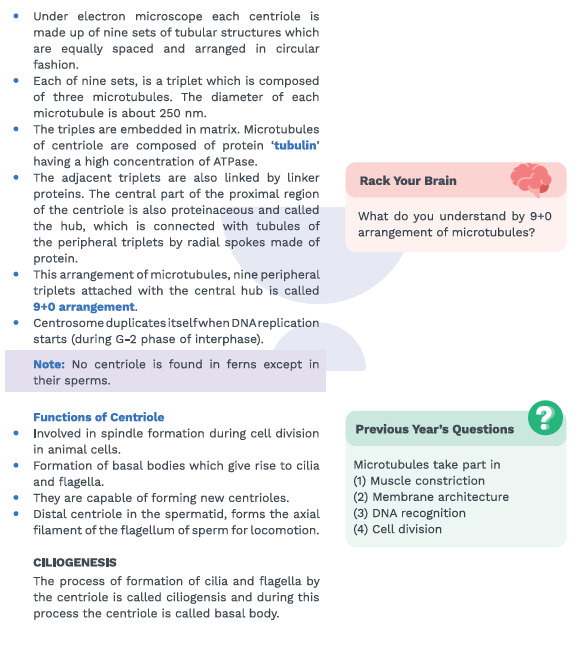 • Under electron microscope each centriole is
made up of nine sets of tubular structures which
are equally spaced and arranged in circular
fashion.
• Each of nine sets, is a triplet which is composed
of three microtubules. The diameter of each
microtubule is about 250 nm.
• The triples are embedded in matrix. Microtubules
of centriole are composed of protein ‘tubulin’
having a high concentration of ATPase.
• The adjacent triplets are also linked by linker
proteins. The central part of the proximal region
of the centriole is also proteinaceous and called
the hub, which is connected with tubules of
the peripheral triplets by radial spokes made of
protein.
• This arrangement of microtubules, nine peripheral
triplets attached with the central hub is called
9+0 arrangement.
• Centrosome duplicates itself when DNA replication
starts (during G-2 phase of interphase).
Note: No centriole is found in ferns except in
their sperms.
Functions of Centriole
• Involved in spindle formation during cell division
in animal cells.
• Formation of basal bodies which give rise to cilia
and flagella.
• They are capable of forming new centrioles.
• Distal centriole in the spermatid, forms the axial
filament of the flagellum of sperm for locomotion.
CILIOGENESIS
The process of formation of cilia and flagella by
the centriole is called ciliogensis and during this
process the centriole is called basal body.
Rack Your Brain
What do you understand by 9+0
arrangement of microtubules?
Previous Year’s Questions
?
Microtubules take part in
(1) Muscle constriction
(2) Membrane architecture
(3) DNA recognition
(4) Cell division